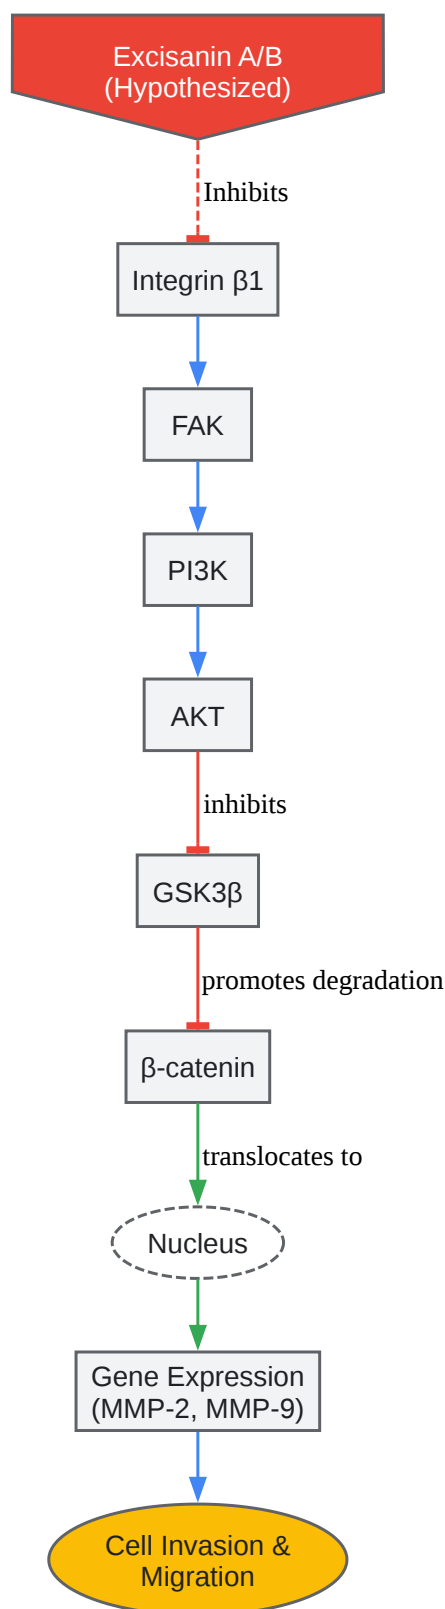 Excisanin A/B
(Hypothesized)
Inhibits
Integrin β1
FAK
PI3K
AKT
inhibits
GSK3β
promotes degradation
β-catenin
translocates to
Nucleus
Gene Expression
(MMP-2, MMP-9)
Cell Invasion &
Migration